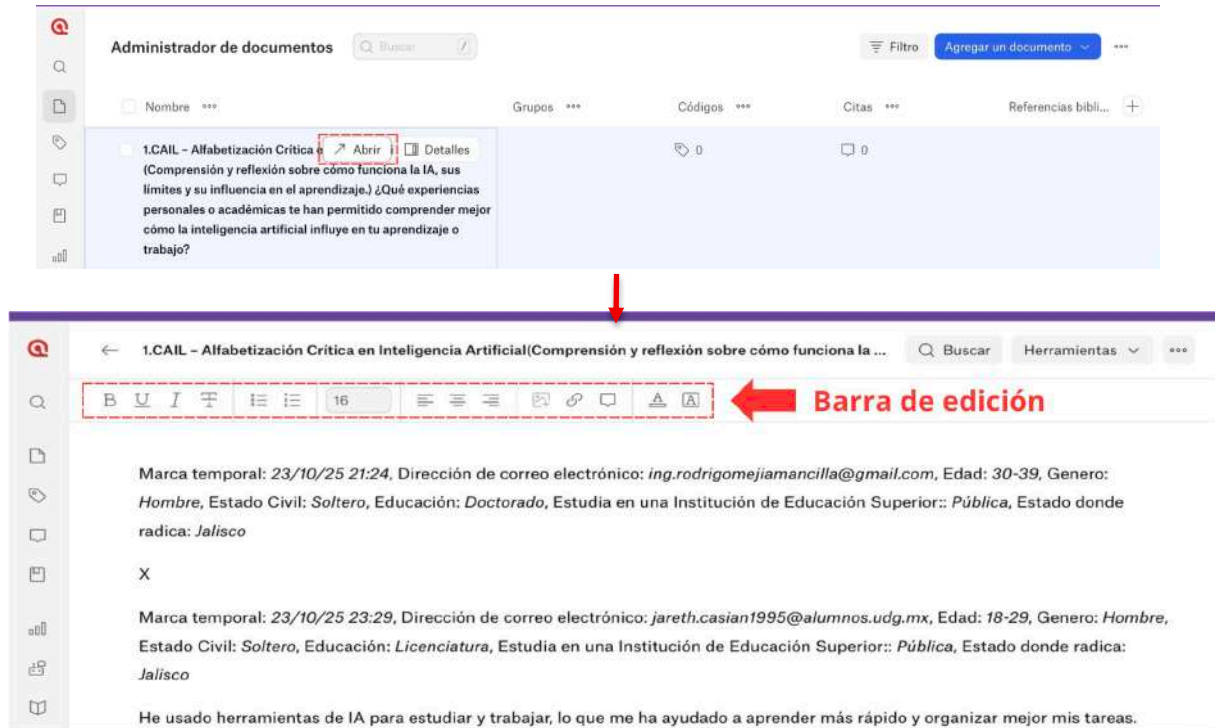 Administrador de documentos
Buscar /
Filtro
Agregar un documento
Nombre
Grupos
Códigos
Citas
Referencias bibli...
1.CAIL – Alfabetización Crítica
Abrir
Detalles
(Comprensión y reflexión sobre cómo funciona la IA, sus
límites y su influencia en el aprendizaje.) ¿Qué experiencias
personales o académicas te han permitido comprender mejor
cómo la inteligencia artificial influye en tu aprendizaje o
trabajo?
0
0
1.CAIL – Alfabetización Crítica en Inteligencia Artificial(Comprensión y reflexión sobre cómo funciona la ...
Buscar
Herramientas
B U I T 16 A A
Barra de edición
Marca temporal: 23/10/25 21:24, Dirección de correo electrónico: ing.rodrigomejiamancilla@gmail.com, Edad: 30-39, Genero:
Hombre, Estado Civil: Soltero, Educación: Doctorado, Estudia en una Institución de Educación Superior:: Pública, Estado donde
radica: Jalisco
X
Marca temporal: 23/10/25 23:29, Dirección de correo electrónico: jareth.casian1995@alumnos.udg.mx, Edad: 18-29, Genero: Hombre,
Estado Civil: Soltero, Educación: Licenciatura, Estudia en una Institución de Educación Superior:: Pública, Estado donde radica:
Jalisco
He usado herramientas de IA para estudiar y trabajar, lo que me ha ayudado a aprender más rápido y organizar mejor mis tareas.